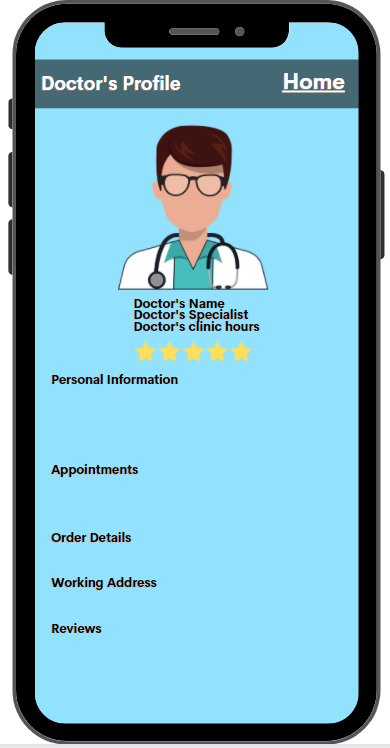 Doctor's Profile
Home
Doctor's Name
Doctor's Specialist
Doctor's clinic hours
Personal Information
Appointments
Order Details
Working Address
Reviews